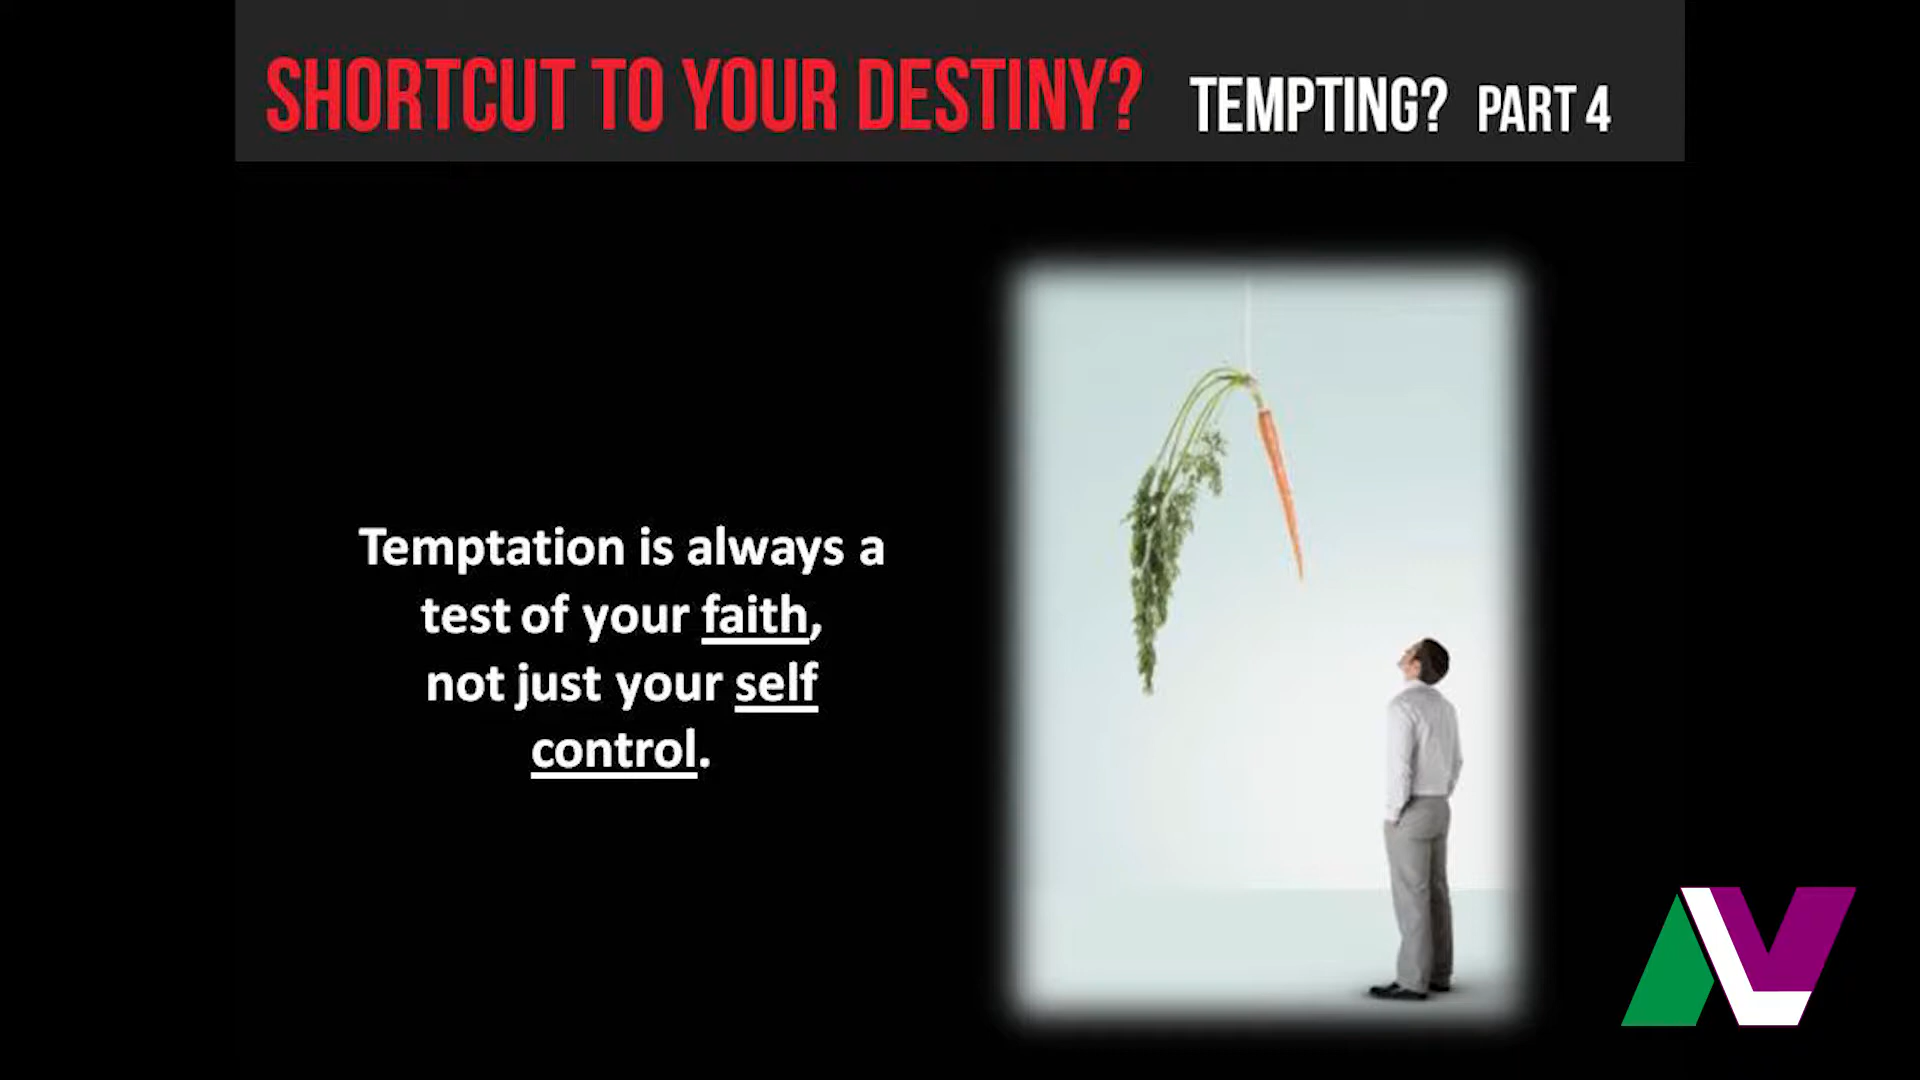 SHORTCUT TO YOUR DESTINY? TEMPTING? PART 4
Temptation is always a
test of your faith,
not just your self
control.